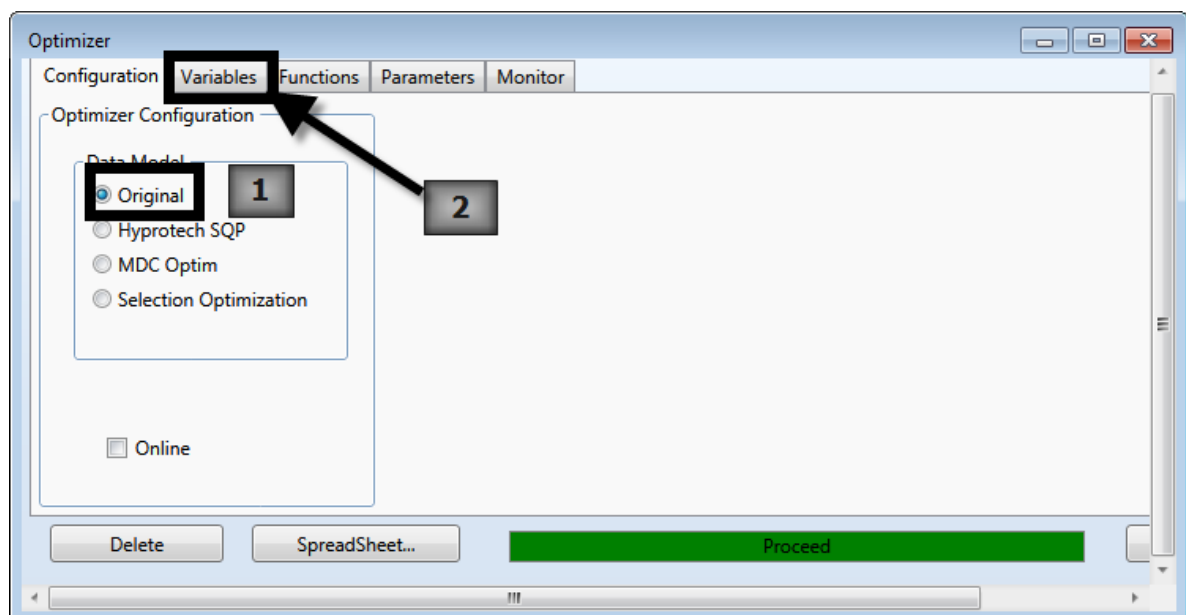 Optimizer
Configuration Variables Functions Parameters Monitor
Optimizer Configuration
Data Model
Original
1
2
Hyprotech SQP
MDC Optim
Selection Optimization
Online
Delete SpreadSheet... Proceed